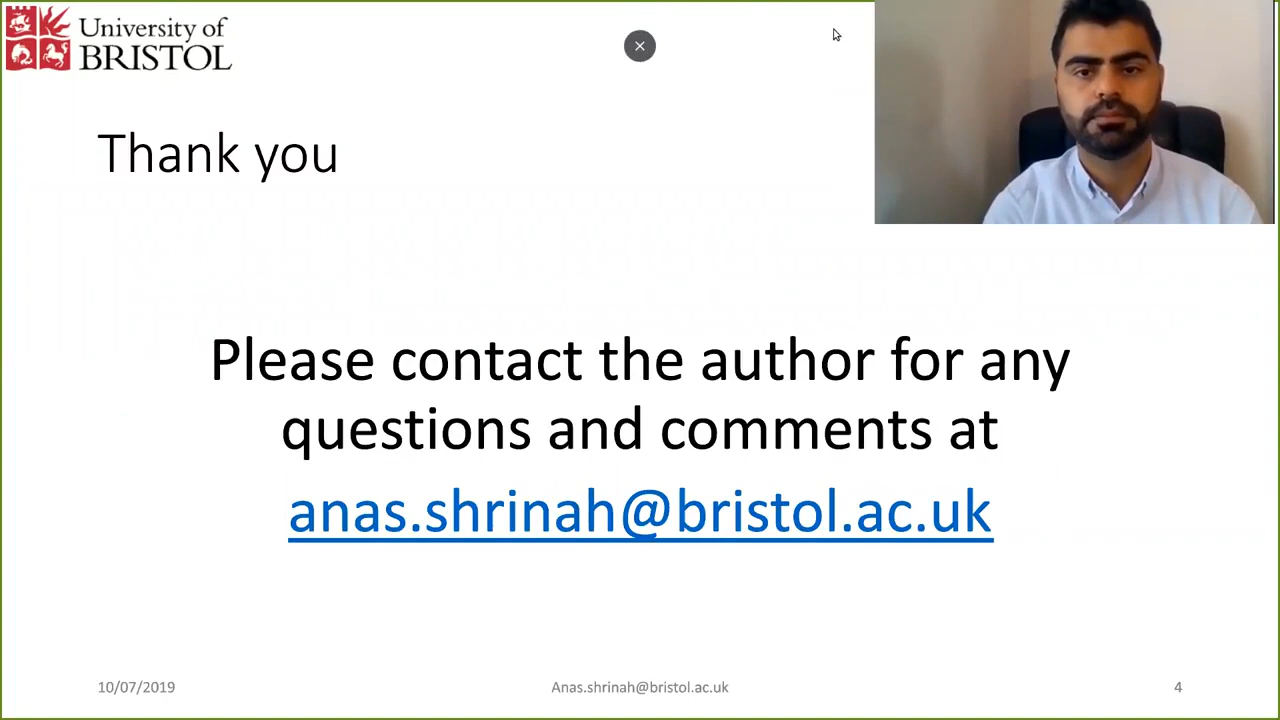 University of
BRISTOL
Thank you
Please contact the author for any
questions and comments at
anas.shrinah@bristol.ac.uk
10/07/2019
Anas.shrinah@bristol.ac.uk
4